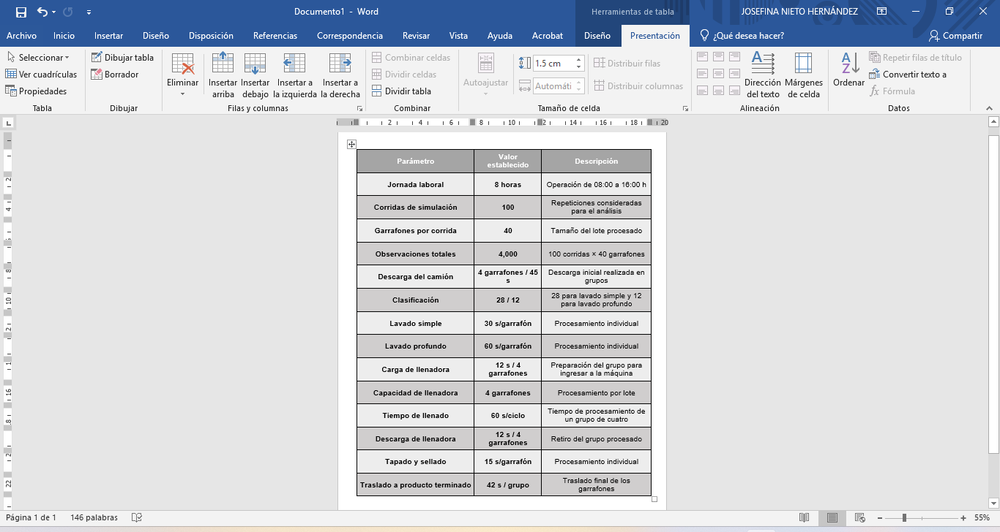 Documento1 - Word
Herramientas de tabla
JOSEFINA NIETO HERNÁNDEZ
Archivo Inicio Insertar Diseño Disposición Referencias Correspondencia Revisar Vista Ayuda Acrobat Diseño Presentación ¿Qué desea hacer? Compartir
Seleccionar
Ver cuadrículas
Propiedades
Tabla
Dibujar tabla
Borrador
Dibujar
Eliminar
Insertar arriba
Insertar debajo
Insertar a la izquierda
Insertar a la derecha
Filas y columnas
Combinar celdas
Dividir celdas
Dividir tabla
Combinar
Autoajustar
1.5 cm
Automáti
Distribuir filas
Distribuir columnas
Tamaño de celda
Dirección del texto
Márgenes de celda
Alineación
A
Z
Ordenar
Repetir filas de título
Convertir texto a
fx Fórmula
Datos
2 4 6 8 10 12 14 16 18 20
Parámetro
Valor
establecido
Descripción
Jornada laboral
8 horas
Operación de 08:00 a 16:00 h
Corridas de simulación
100
Repeticiones consideradas
para el análisis
Garrafones por corrida
40
Tamaño del lote procesado
Observaciones totales
4,000
100 corridas × 40 garrafones
Descarga del camión
4 garrafones / 45
s
Descarga inicial realizada en
grupos
Clasificación
28 / 12
28 para lavado simple y 12
para lavado profundo
Lavado simple
30 s/garrafón
Procesamiento individual
Lavado profundo
60 s/garrafón
Procesamiento individual
Carga de llenadora
12 s / 4
garrafones
Preparación del grupo para
ingresar a la máquina
Capacidad de llenadora
4 garrafones
Procesamiento por lote
Tiempo de llenado
60 s/ciclo
Tiempo de procesamiento de
un grupo de cuatro
Descarga de llenadora
12 s / 4
garrafones
Retiro del grupo procesado
Tapado y sellado
15 s/garrafón
Procesamiento individual
Traslado a producto terminado
42 s / grupo
Traslado final de los
garrafones
Página 1 de 1 146 palabras
55%